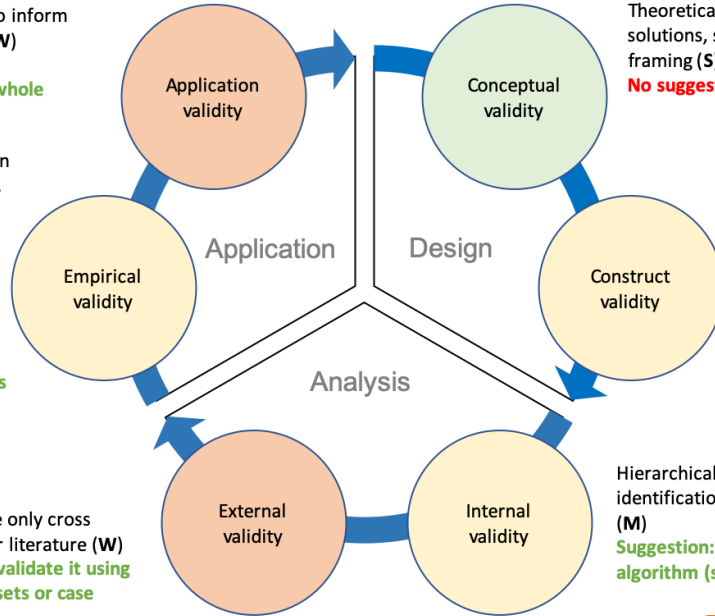 o inform
W)
whole
Theoretica
solutions, s
framing (S)
No suggest
Application
validity
Conceptual
validity
n
Application
Design
Empirical
validity
Construct
validity
s
Analysis
External
validity
Internal
validity
e only cross
r literature (W)
validate it using
sets or case
Hierarchical
identificatio
(M)
Suggestion:
algorithm (s